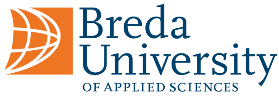 Breda
University
OF APPLIED SCIENCES